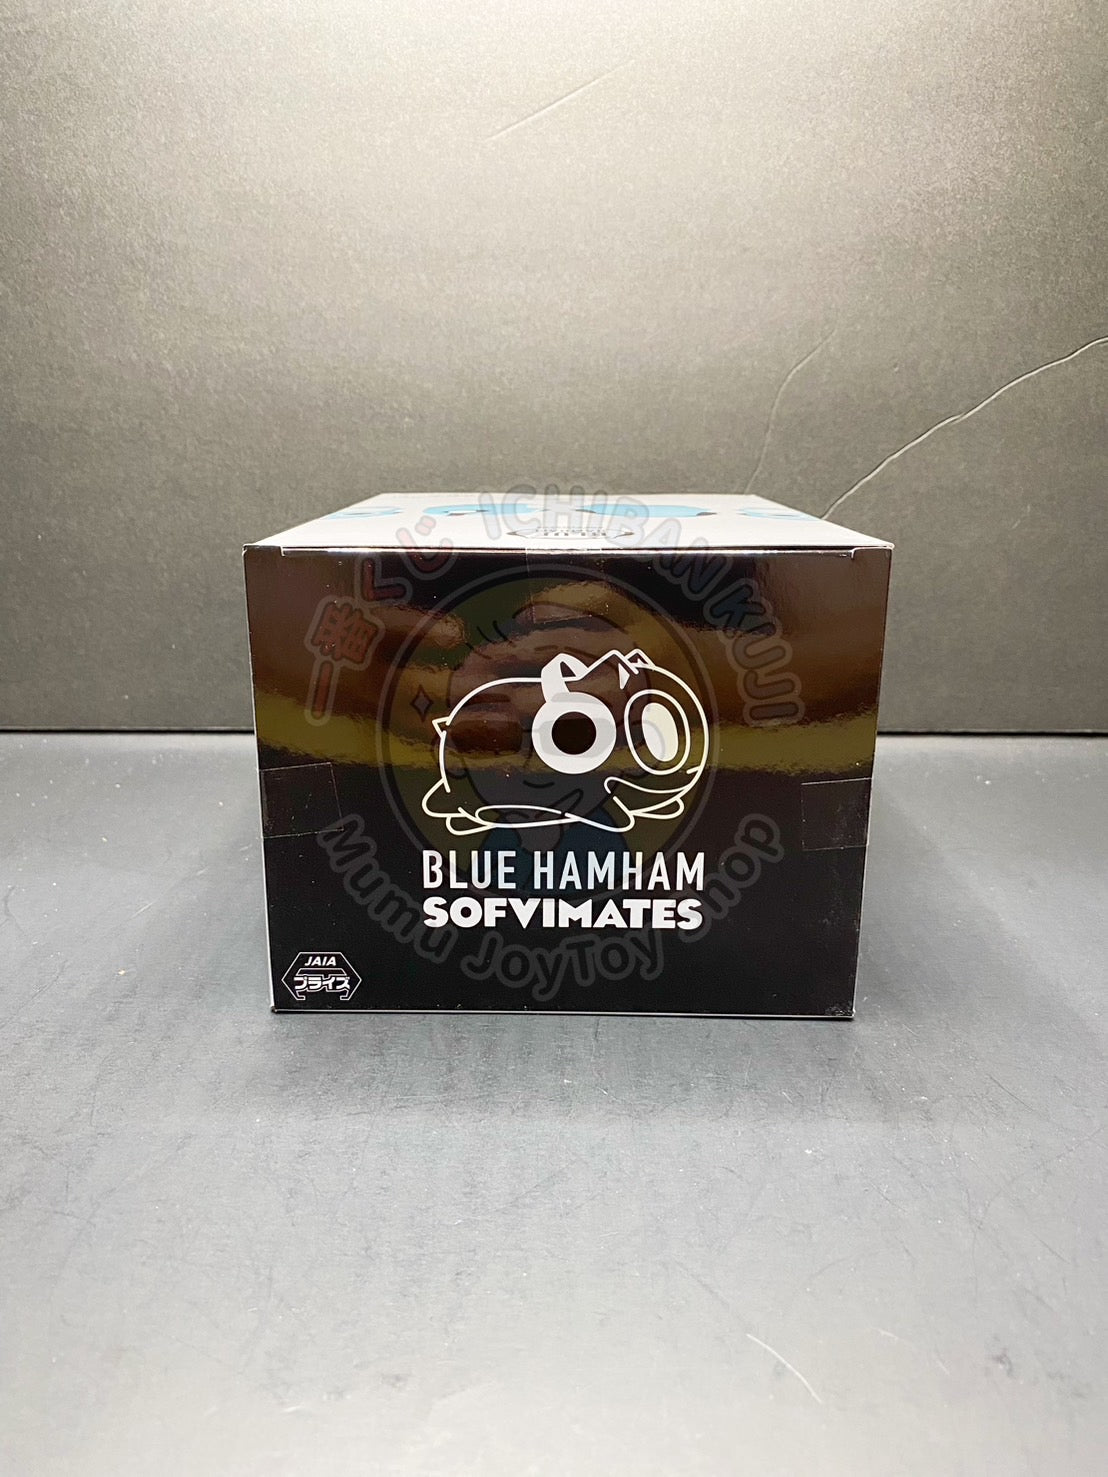 一番くじ ICHIBAN KUJI
BLUE HAMHAM
SOFVIMATES
Mumu JoyToy Shop
JAIA
プライズ